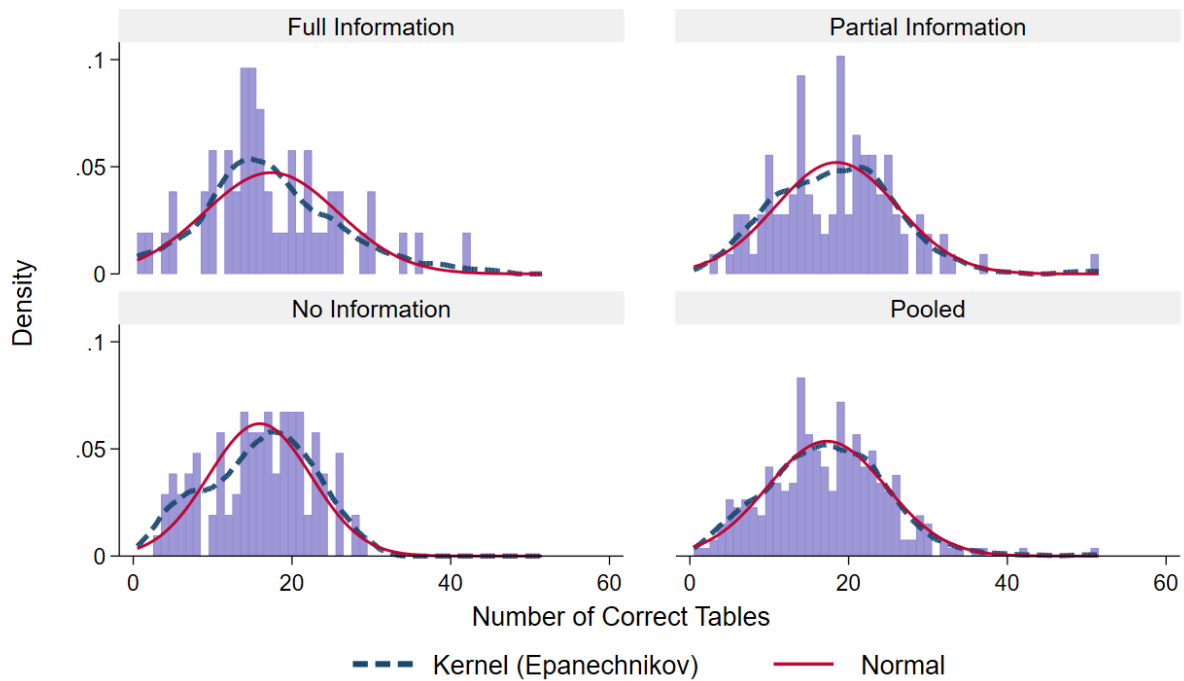 Full Information
Partial Information
.1
.05
0
No Information
Pooled
.1
.05
0
0 20 40 60
0 20 40 60
Density
Number of Correct Tables
Kernel (Epanechnikov)
Normal